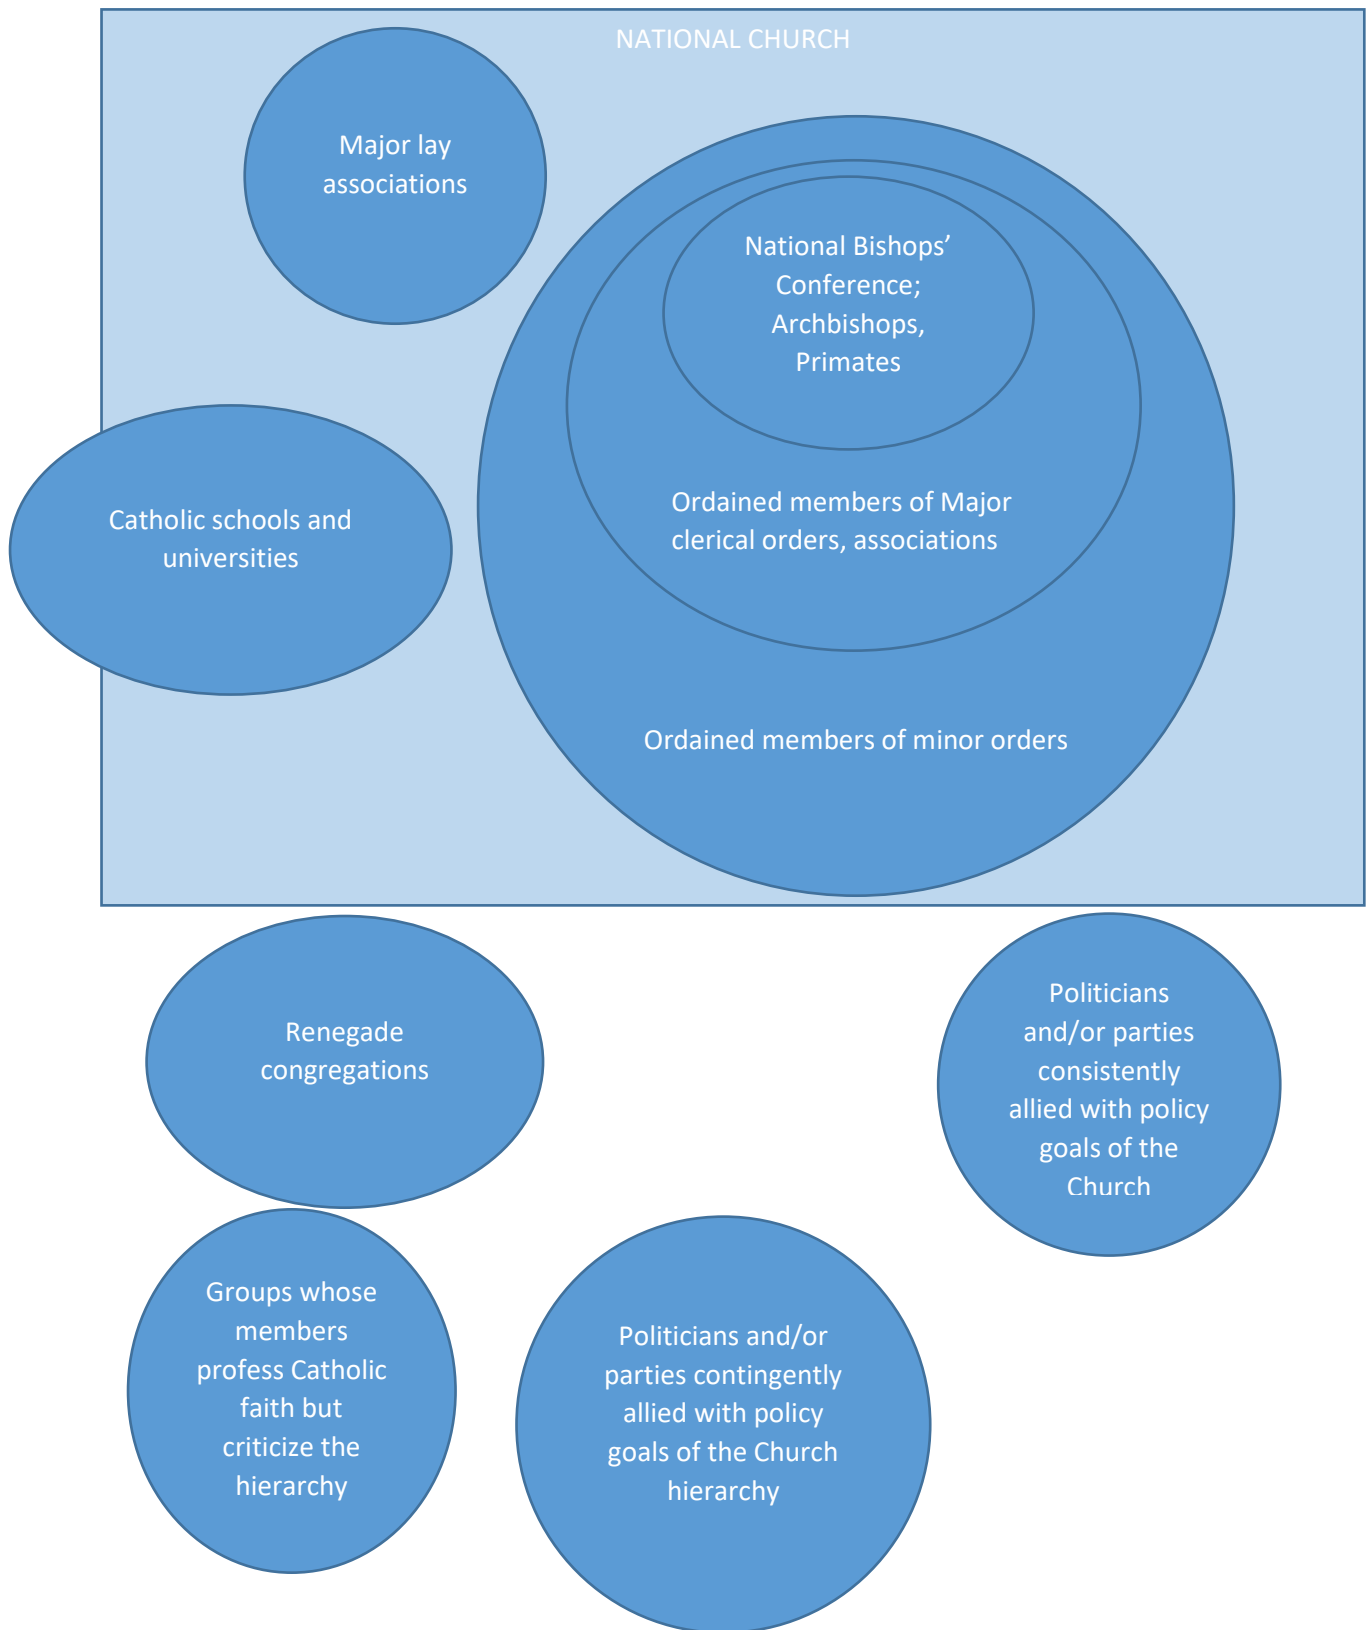 NATIONAL CHURCH
Major lay
associations
National Bishops’
Conference;
Archbishops,
Primates
Ordained members of Major
clerical orders, associations
Catholic schools and
universities
Ordained members of minor orders
Renegade
congregations
Politicians
and/or parties
consistently
allied with policy
goals of the
Church
Groups whose
members
profess Catholic
faith but
criticize the
hierarchy
Politicians and/or
parties contingently
allied with policy
goals of the Church
hierarchy